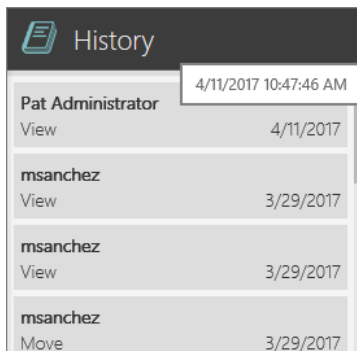 History
4/11/2017 10:47:46 AM
Pat Administrator
View 4/11/2017
msanchez
View 3/29/2017
msanchez
View 3/29/2017
msanchez
Move 3/29/2017